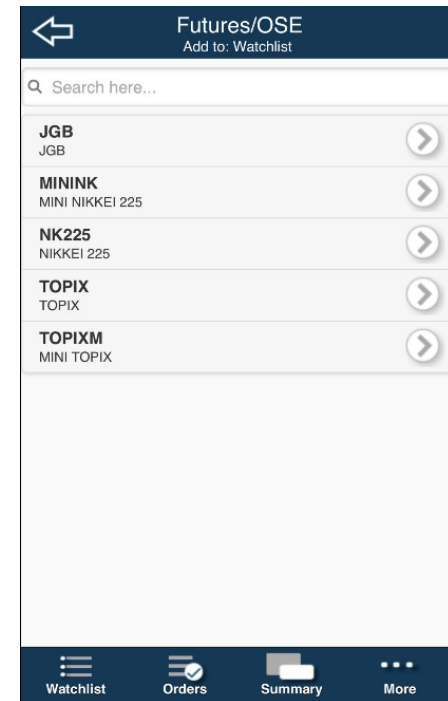 Futures/OSE
Add to: Watchlist
Search here...
JGB
JGB
MININK
MINI NIKKEI 225
NK225
NIKKEI 225
TOPIX
TOPIX
TOPIXM
MINI TOPIX
Watchlist Orders Summary More